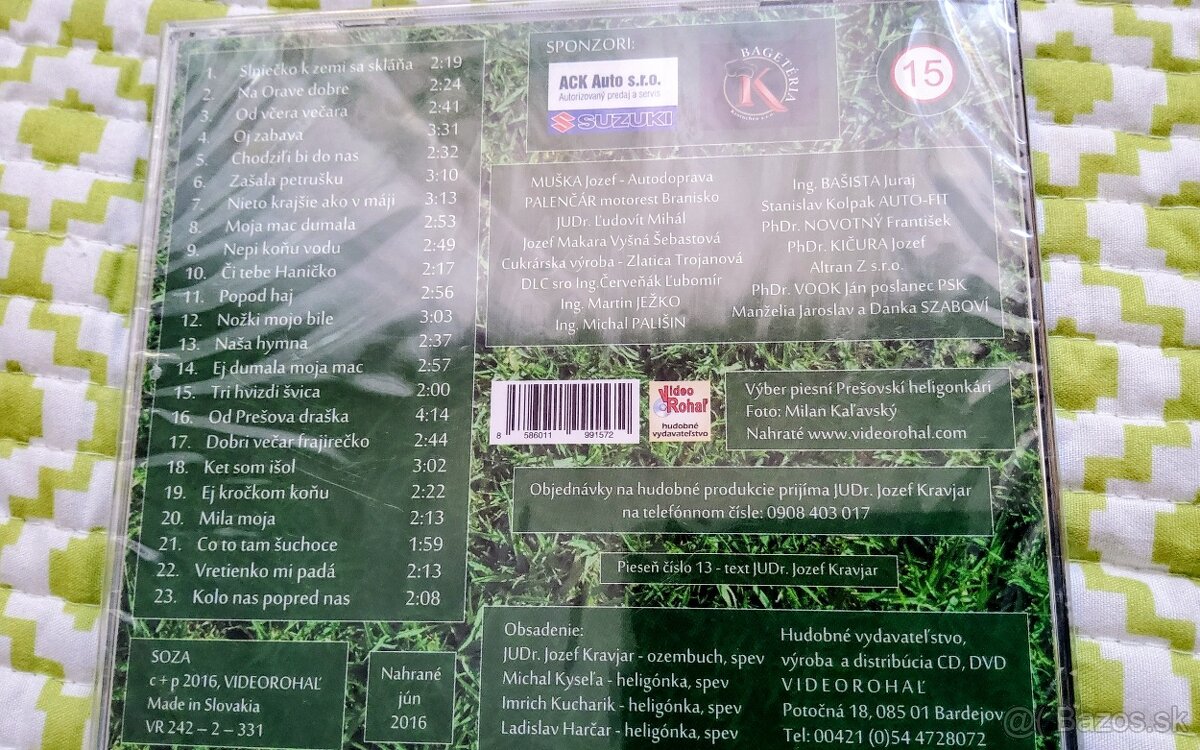 1. Slniečko k zemi sa skláňa 2:19
2. Na Orave dobre 2:24
3. Od včera večara 2:41
4. Oj zabava 3:31
5. Chodziľi bi do nas 2:32
6. Zašala petrušku 3:10
7. Nieto krajšie ako v máji 3:13
8. Moja mac dumala 2:53
9. Nepi koňu vodu 2:49
10. Či tebe Haničko 2:17
11. Popod haj 2:56
12. Nožki mojo bile 3:03
13. Naša hymna 2:37
14. Ej dumala moja mac 2:57
15. Tri hvizdi švica 2:00
16. Od Prešova draška 4:14
17. Dobri večar frajirečko 2:44
18. Ket som išol 3:02
19. Ej kročkom koňu 2:22
20. Mila moja 2:13
21. Co to tam šuchoce 1:59
22. Vretienko mi padá 2:13
23. Kolo nas popred nas 2:08
SPONZORI:
ACK Auto s.r.o.
Autorizovaný predaj a servis
SUZUKI
BAGETÉRIA
K
15
MUŠKA Jozef - Autodoprava
PALENČÁR motorest Branisko
JUDr. Ľudovít Mihál
Jozef Makara Vyšná Šebastová
Cukrárska výroba - Zlatica Trojanová
DLC sro Ing.Červeňák Ľubomír
Ing. Martin JEŽKO
Ing. Michal PALIŠIN
Ing. BAŠISTA Juraj
Stanislav Kolpak AUTO-FIT
PhDr. NOVOTNÝ František
PhDr. KIČURA Jozef
Altran Z s.r.o.
PhDr. VOOK Ján poslanec PSK
Manželia Jaroslav a Danka SZABOVÍ
8 586011 991572
Video Rohaľ
hudobné
vydavateľstvo
Výber piesní Prešovskí heligonkári
Foto: Milan Kaľavský
Nahraté www.videorohal.com
Objednávky na hudobné produkcie prijíma JUDr. Jozef Kravjar
na telefónnom čísle: 0908 403 017
Pieseň číslo 13 - text JUDr. Jozef Kravjar
SOZA
c + p 2016, VIDEOROHAĽ
Made in Slovakia
VR 242 – 2 – 331
Nahrané
jún
2016
Obsadenie:
JUDr. Jozef Kravjar - ozembuch, spev
Michal Kyseľa - heligónka, spev
Imrich Kucharik - heligónka, spev
Ladislav Harčar - heligónka, spev
Hudobné vydavateľstvo,
výroba a distribúcia CD, DVD
VIDEOROHAĽ
Potočná 18, 085 01 Bardejov
Tel: 00421 (0)54 4728072
Bazos.sk